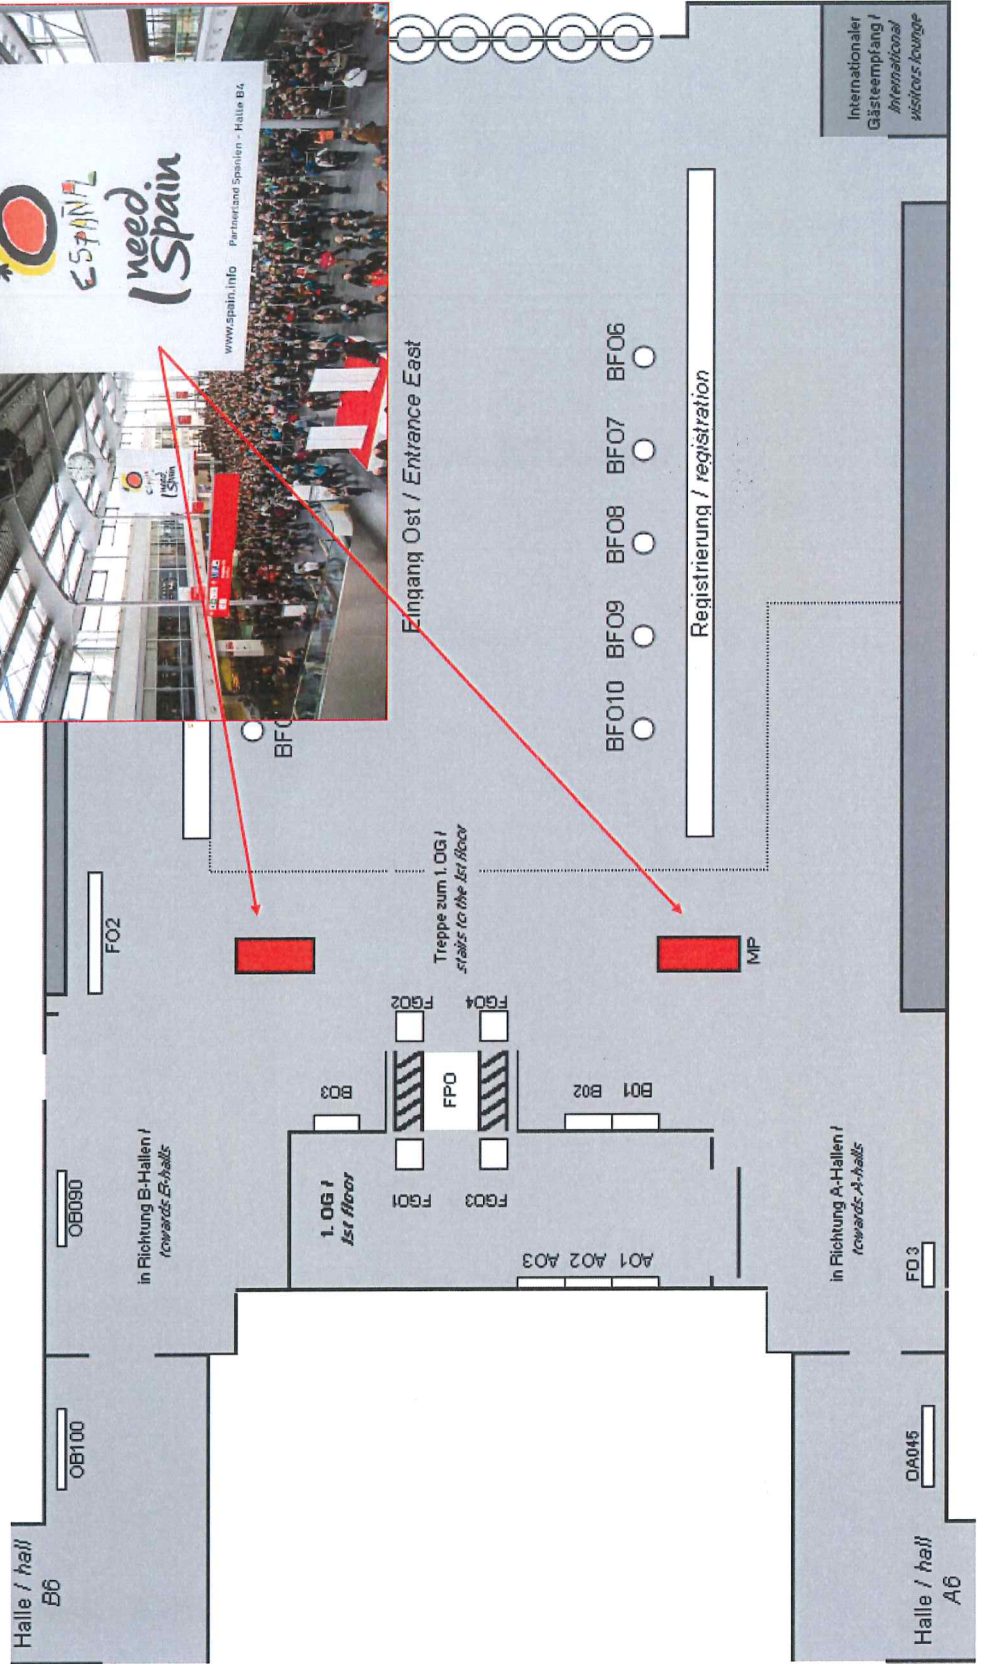 ESPAÑA
I need
Spain
www.spain.info Partnerland Spanien - Halle B4
I need
Spain
Internationaler
Gästeempfang /
International
visitors lounge
Eingang Ost / Entrance East
BFO6
BFO7
BFO8
BFO9
BFO10
Registrierung / registration
BFO
FO2
Treppe zum 1. OG /
stairs to the 1st floor
MP
FGO2
FGO4
FPO
BO3
BO2
BO1
FGO1
FGO3
1. OG /
1st floor
AO3
AO2
AO1
OB090
in Richtung B-Hallen /
towards B-halls
in Richtung A-Hallen /
towards A-halls
FO3
OB100
OA045
Halle / hall
B6
Halle / hall
A6